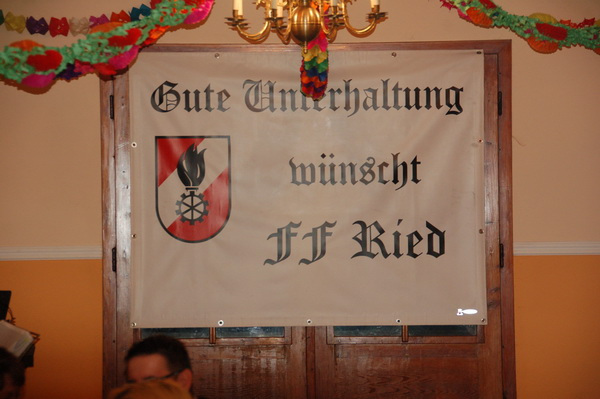 Gute Unterhaltung
wünscht
FF Ried